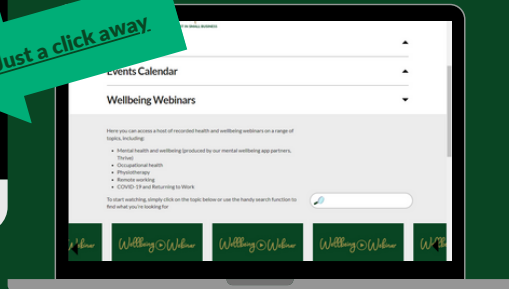 Just a click away
IN SMALL BUSINESS
Events Calendar
Wellbeing Webinars
Here you can access a host of recorded health and wellbeing webinars on a range of
topics, including:
Mental health and wellbeing (produced by our mental wellbeing app partners,
Thrive)
Occupational health
Physiotherapy
Remote working
COVID-19 and Returning to Work
To start watching, simply click on the topic below or use the handy search function to
find what you're looking for
Wellbeing Webinar
Wellbeing Webinar
Wellbeing Webinar